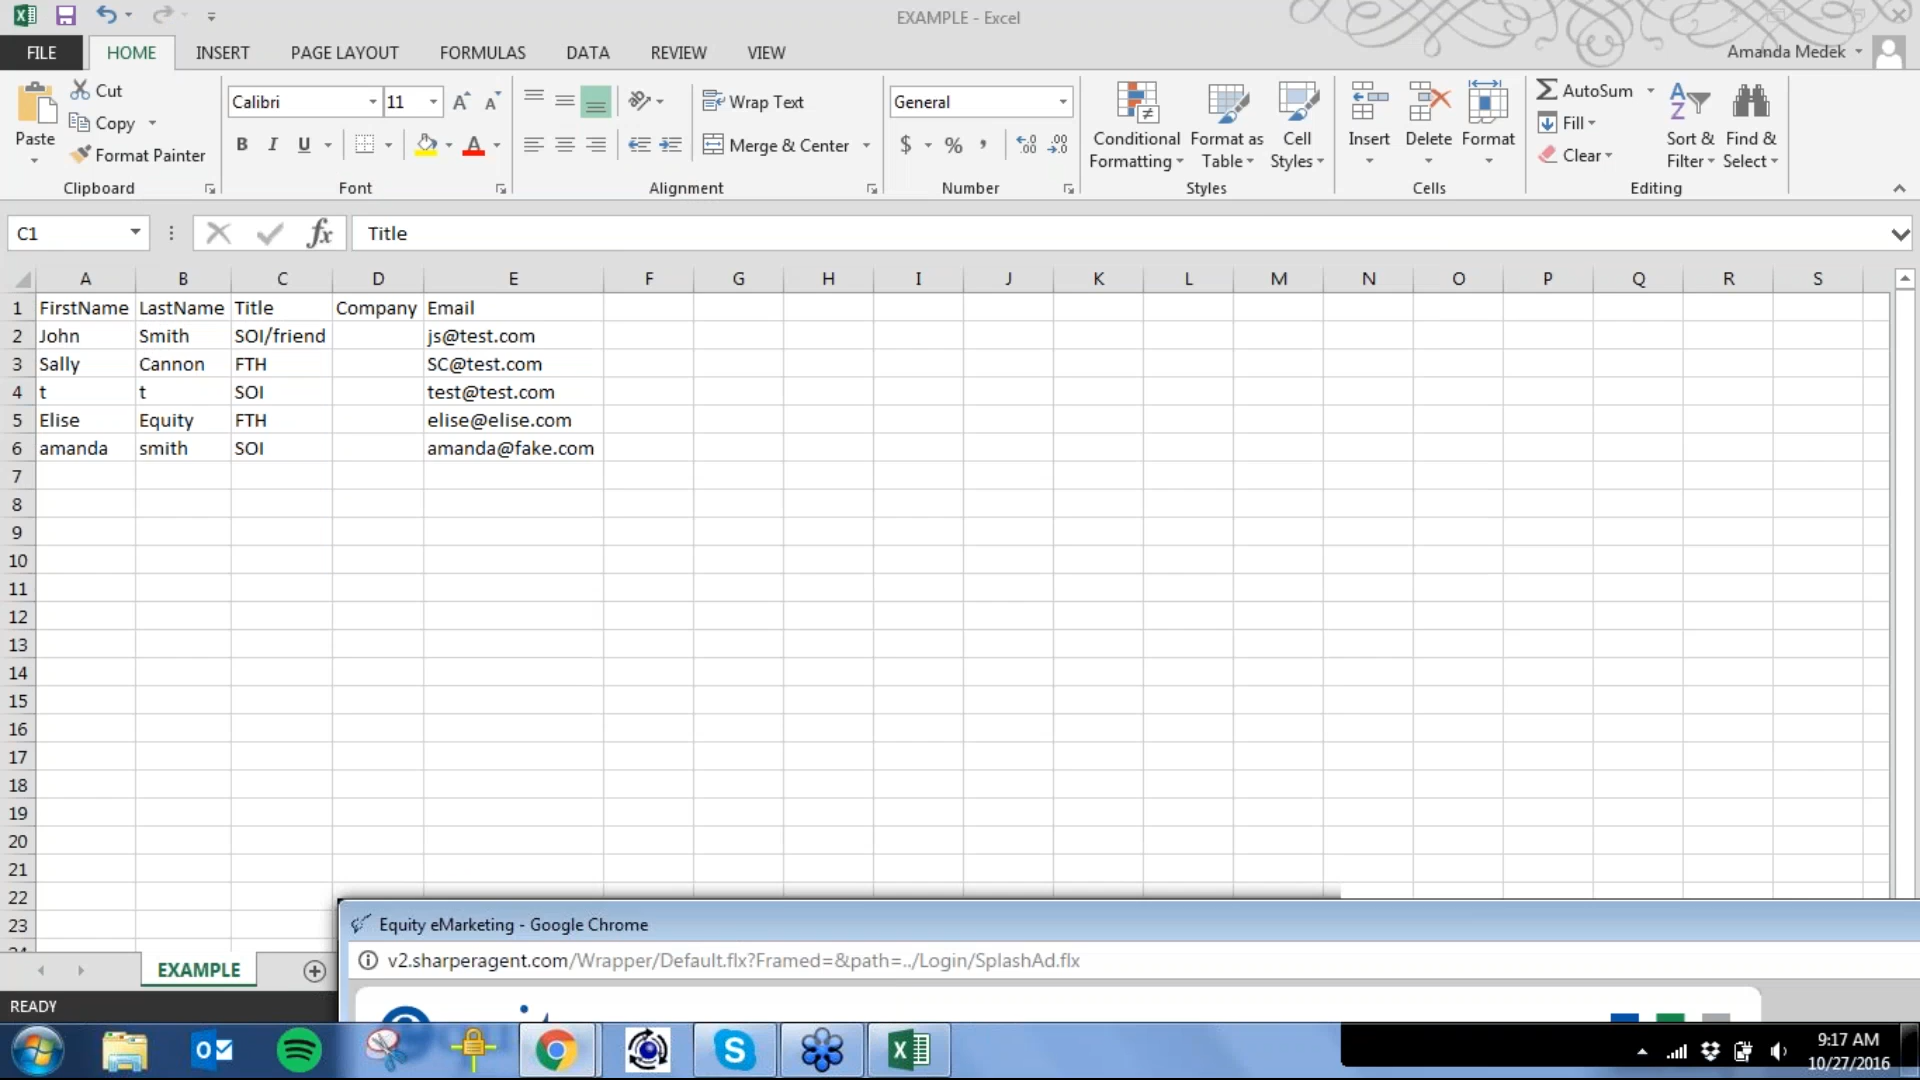 EXAMPLE - Excel
FILE HOME INSERT PAGE LAYOUT FORMULAS DATA REVIEW VIEW Amanda Medek
Cut Calibri 11 Wrap Text General AutoSum
Copy Fill
Paste Conditional Format as Cell Insert Delete Format Sort & Find &
Format Painter B I U A Merge & Center $ % , Formatting Table Styles Clear Filter Select
Clipboard Font Alignment Number Styles Cells Editing
C1 fx Title
A B C D E F G H I J K L M N O P Q R S
1 FirstName LastName Title Company Email
2 John Smith SOI/friend js@test.com
3 Sally Cannon FTH SC@test.com
4 t t SOI test@test.com
5 Elise Equity FTH elise@elise.com
6 amanda smith SOI amanda@fake.com
7
8
9
10
11
12
13
14
15
16
17
18
19
20
21
22
23
Equity eMarketing - Google Chrome
v2.sharperagent.com/Wrapper/Default.flx?Framed=&path=../Login/SplashAd.flx
EXAMPLE
READY
9:17 AM
10/27/2016